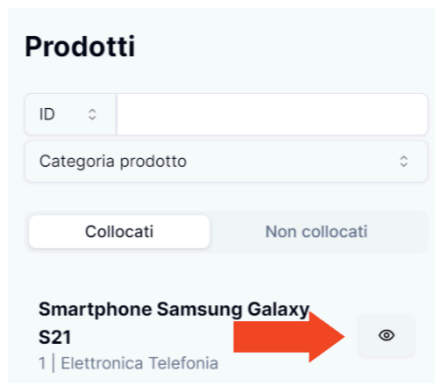 Prodotti
ID
Categoria prodotto
Collocati Non collocati
Smartphone Samsung Galaxy
S21
1 | Elettronica Telefonia